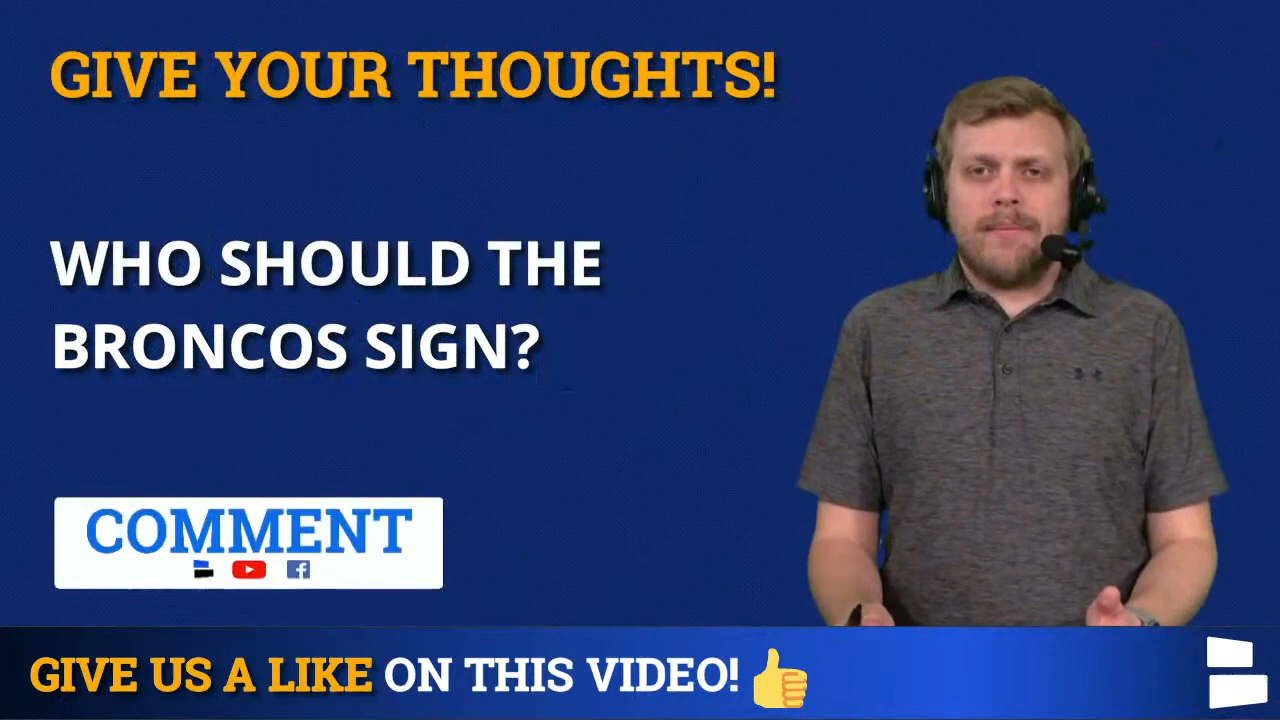 GIVE YOUR THOUGHTS!
WHO SHOULD THE
BRONCOS SIGN?
COMMENT
GIVE US A LIKE ON THIS VIDEO!